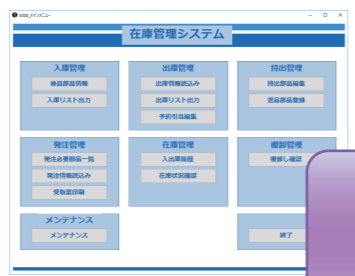 在庫管理システム
入庫管理
検品部品情報
入庫リスト出力
出庫管理
出庫情報読込み
出庫リスト出力
予約引当編集
持出管理
持出部品編集
返品部品登録
発注管理
発注必要部品一覧
発注情報読込み
受取票印刷
在庫管理
入出庫履歴
在庫状況確認
棚卸管理
棚卸し確認
メンテナンス
メンテナンス
終了